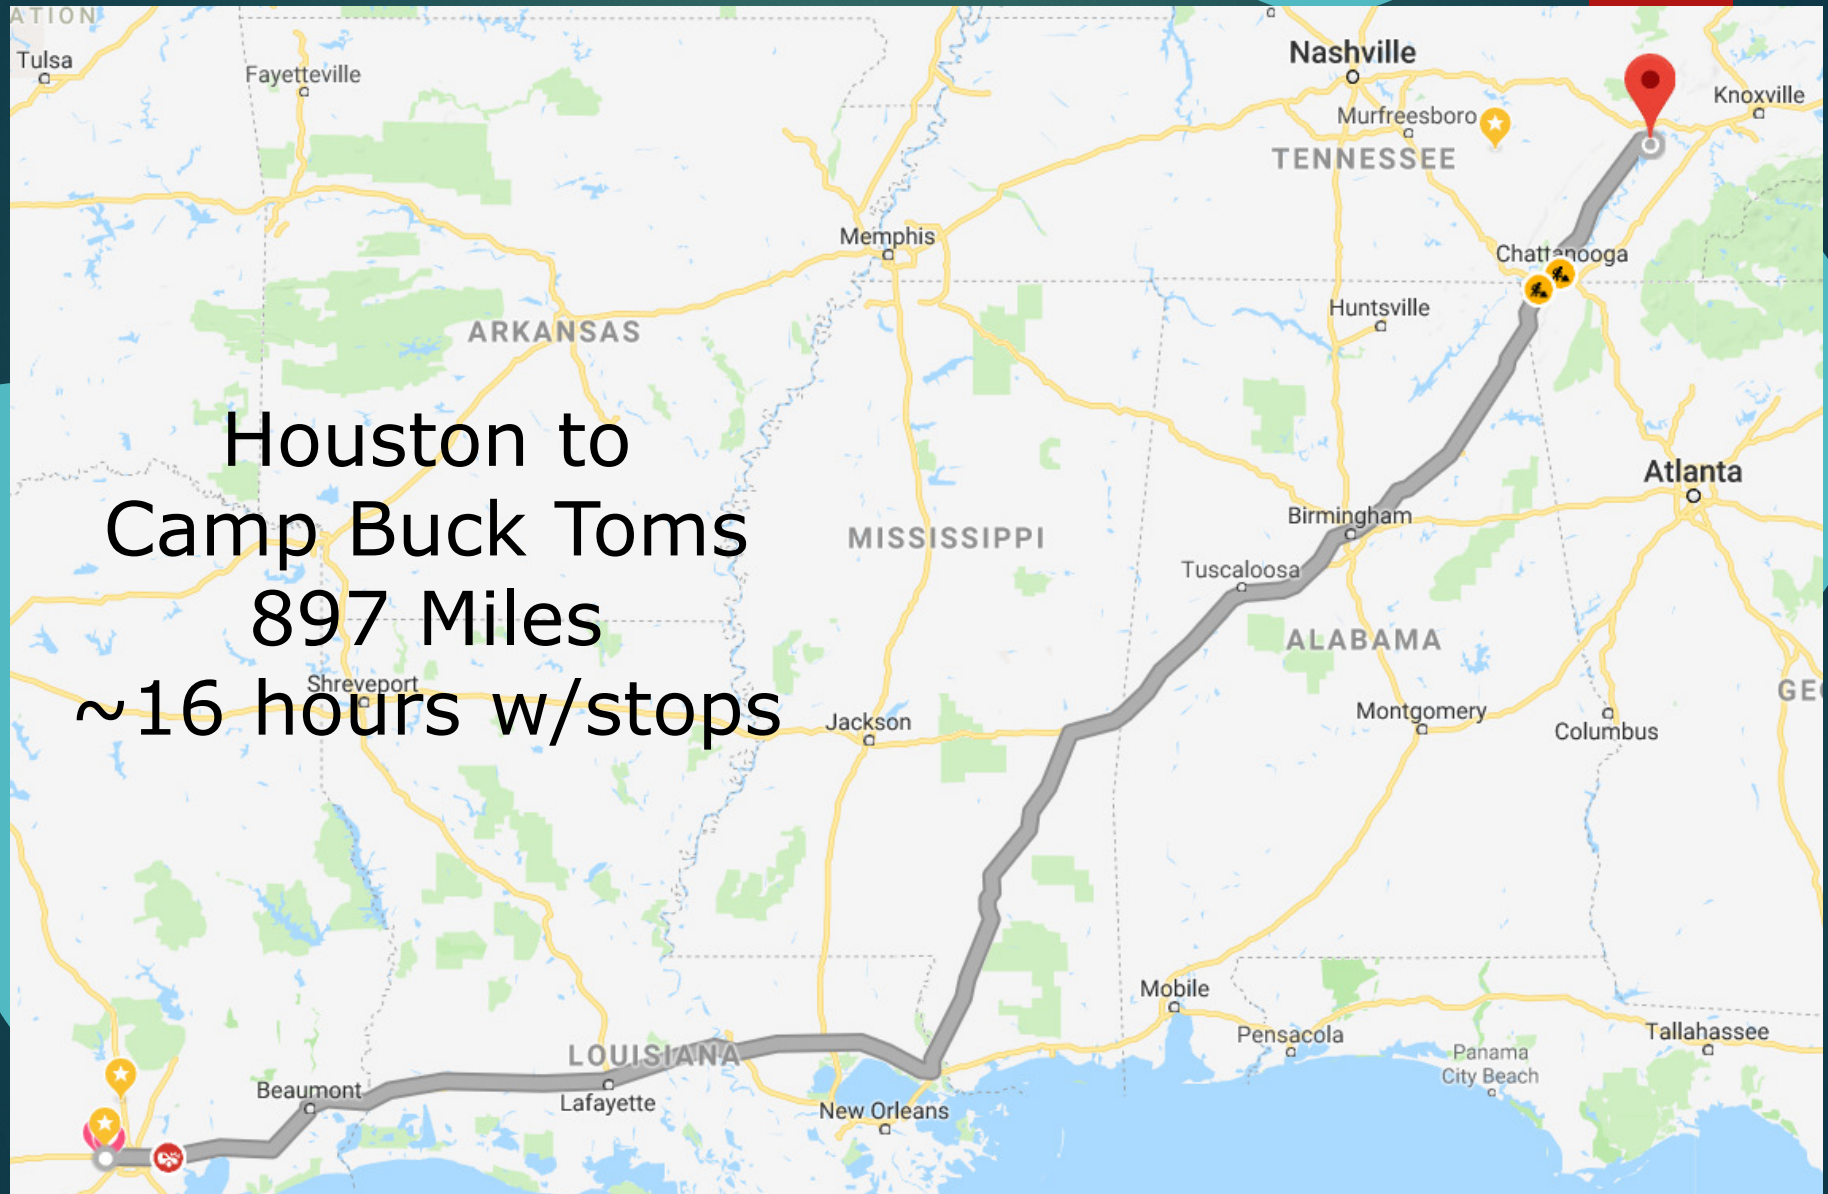 ATION
Tulsa
Fayetteville
Nashville
Knoxville
Murfreesboro
TENNESSEE
Memphis
Chattanooga
Huntsville
ARKANSAS
Houston to
Camp Buck Toms
897 Miles
~16 hours w/stops
Atlanta
Birmingham
MISSISSIPPI
Tuscaloosa
ALABAMA
Shreveport
Jackson
Montgomery
Columbus
GE
Mobile
Pensacola
Tallahassee
Panama
City Beach
LOUISIANA
Beaumont
Lafayette
New Orleans